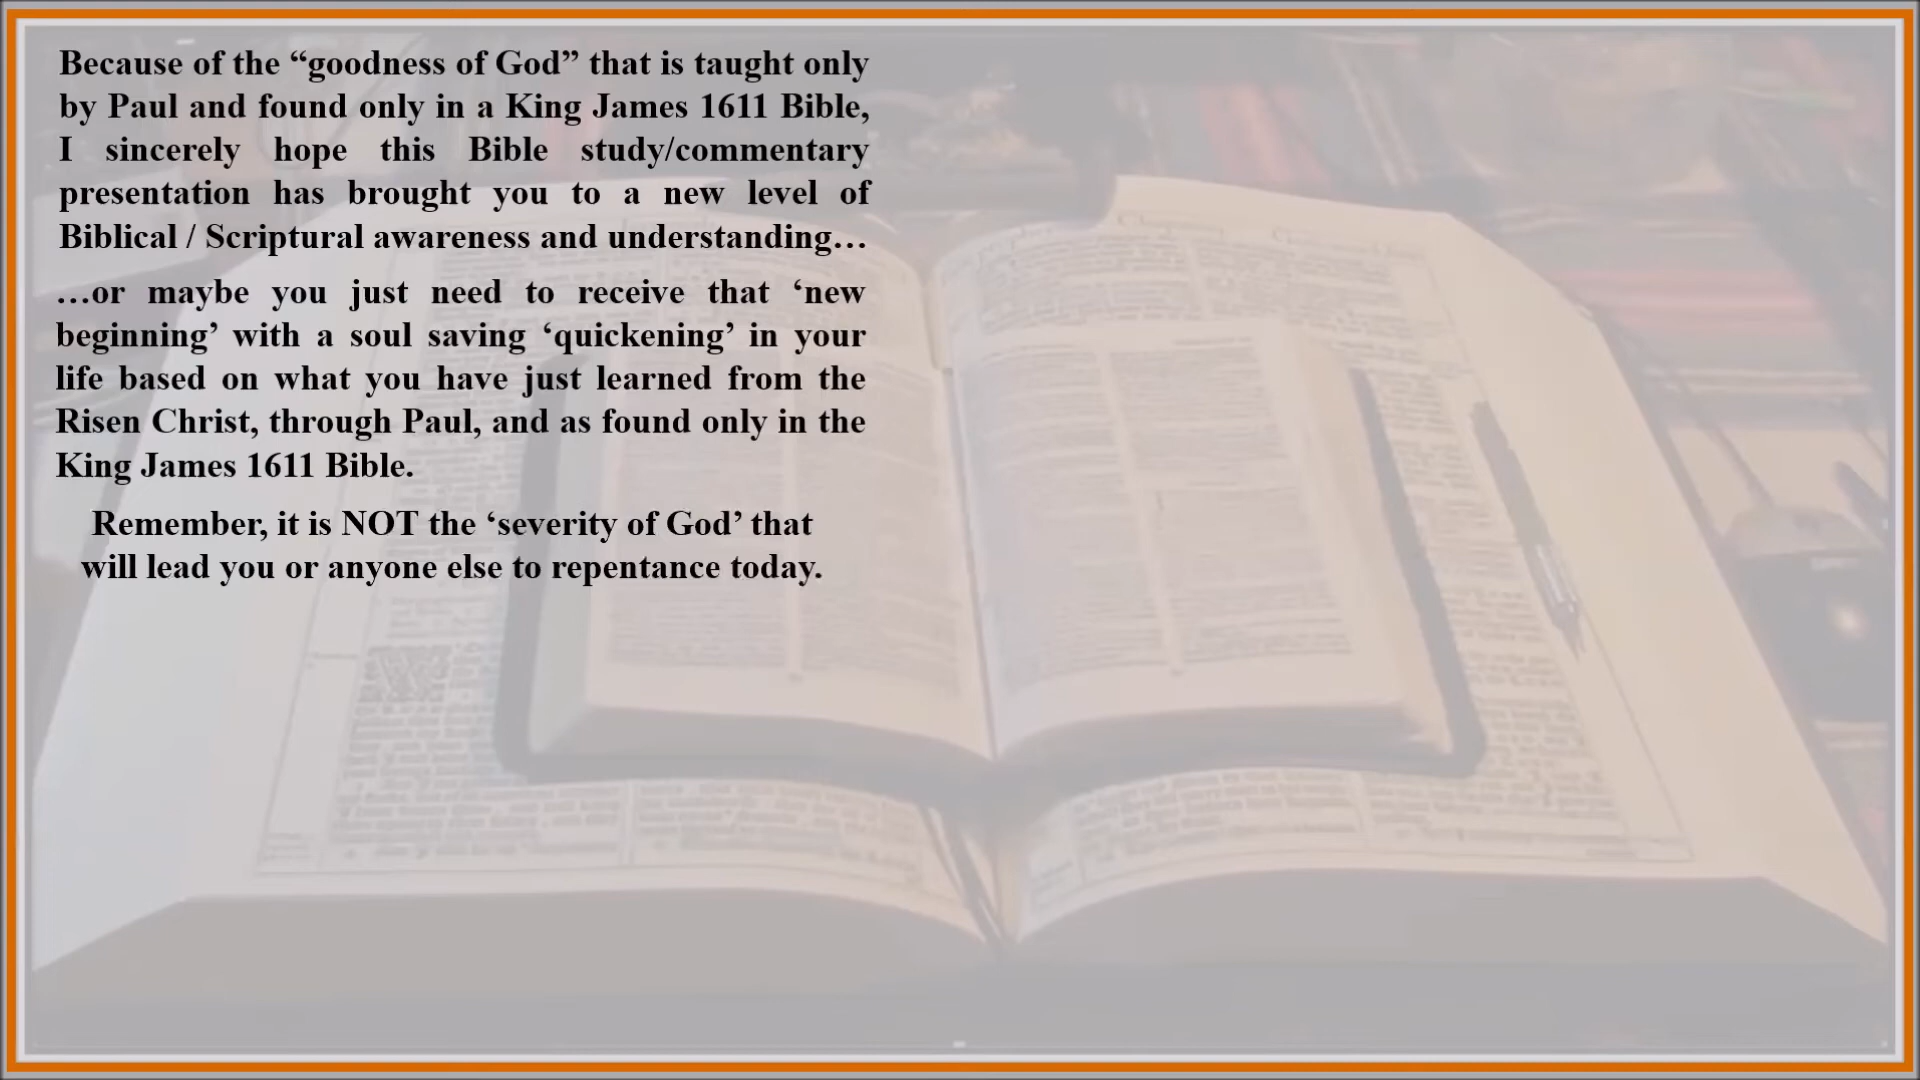 Because of the “goodness of God” that is taught only
by Paul and found only in a King James 1611 Bible,
I sincerely hope this Bible study/commentary
presentation has brought you to a new level of
Biblical / Scriptural awareness and understanding…
…or maybe you just need to receive that ‘new
beginning’ with a soul saving ‘quickening’ in your
life based on what you have just learned from the
Risen Christ, through Paul, and as found only in the
King James 1611 Bible.
Remember, it is NOT the ‘severity of God’ that
will lead you or anyone else to repentance today.